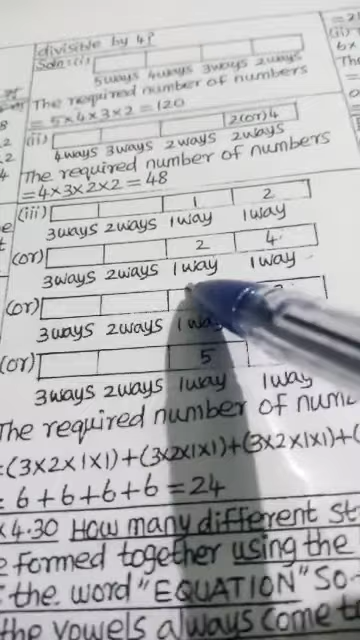 divisible by 4?
Soln: (i)
5ways 4ways 3ways 2ways
The required number of numbers
= 5×4×3×2 = 120
(ii) 2(or)4
4ways 3ways 2ways 2ways
The required number of numbers
= 4×3×2×2 = 48
(iii) 1 2
3ways 2ways 1way 1way
(or) 2 4
3ways 2ways 1way 1way
(or)
3ways 2ways 1way
(or) 5
3ways 2ways 1way 1way
The required number of
=(3×2×1×1)+(3×2×1×1)+(3×2×1×1)+(
= 6+6+6+6 = 24
×4.30 How many different
formed together using the
the word "EQUATION" So
the vowels always come